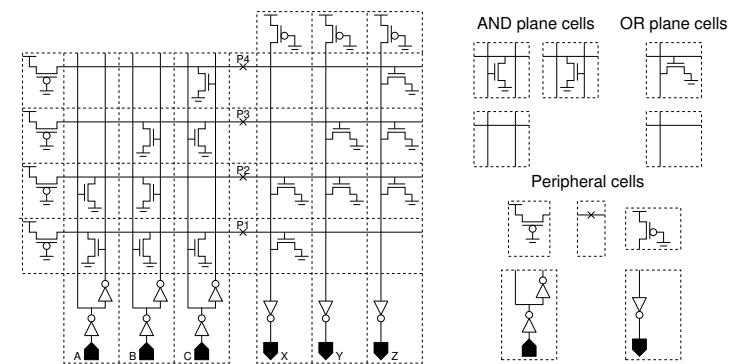 AND plane cells OR plane cells
P4
P3
P2
Peripheral cells
P1
A B C X Y Z